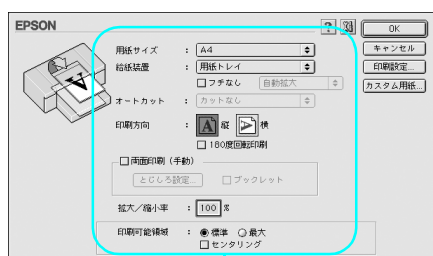 EPSON
OK
用紙サイズ : A4
キャンセル
給紙装置 : 用紙トレイ
印刷設定...
フチなし 自動拡大
カスタム用紙...
オートカット : カットなし
印刷方向 : A 縦 A 横
180度回転印刷
両面印刷（手動）
とじしろ設定... ブックレット
拡大／縮小率 : 100 %
印刷可能領域 : 標準 最大
センタリング